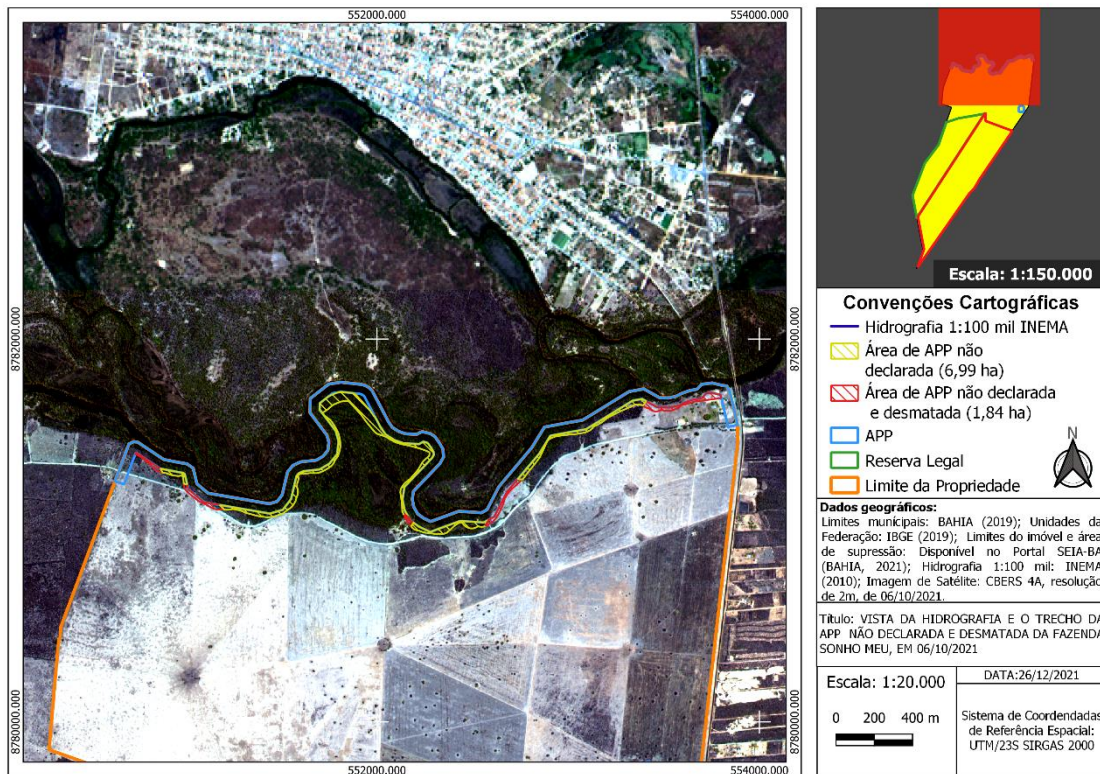 552000.000
554000.000
8782000.000
8782000.000
8780000.000
8780000.000
552000.000
554000.000
Escala: 1:150.000
Convenções Cartográficas
Hidrografia 1:100 mil INEMA
Área de APP não
declarada (6,99 ha)
Área de APP não declarada
e desmatada (1,84 ha)
APP
Reserva Legal
Limite da Propriedade
N
Dados geográficos:
Limites municipais: BAHIA (2019); Unidades da
Federação: IBGE (2019); Limites do imóvel e área
de supressão: Disponível no Portal SEIA-BA
(BAHIA, 2021); Hidrografia 1:100 mil: INEMA
(2010); Imagem de Satélite: CBERS 4A, resolução
de 2m, de 06/10/2021.
Título: VISTA DA HIDROGRAFIA E O TRECHO DA
APP NÃO DECLARADA E DESMATADA DA FAZENDA
SONHO MEU, EM 06/10/2021
Escala: 1:20.000
0 200 400 m
DATA:26/12/2021
Sistema de Coordendadas
de Referência Espacial:
UTM/23S SIRGAS 2000